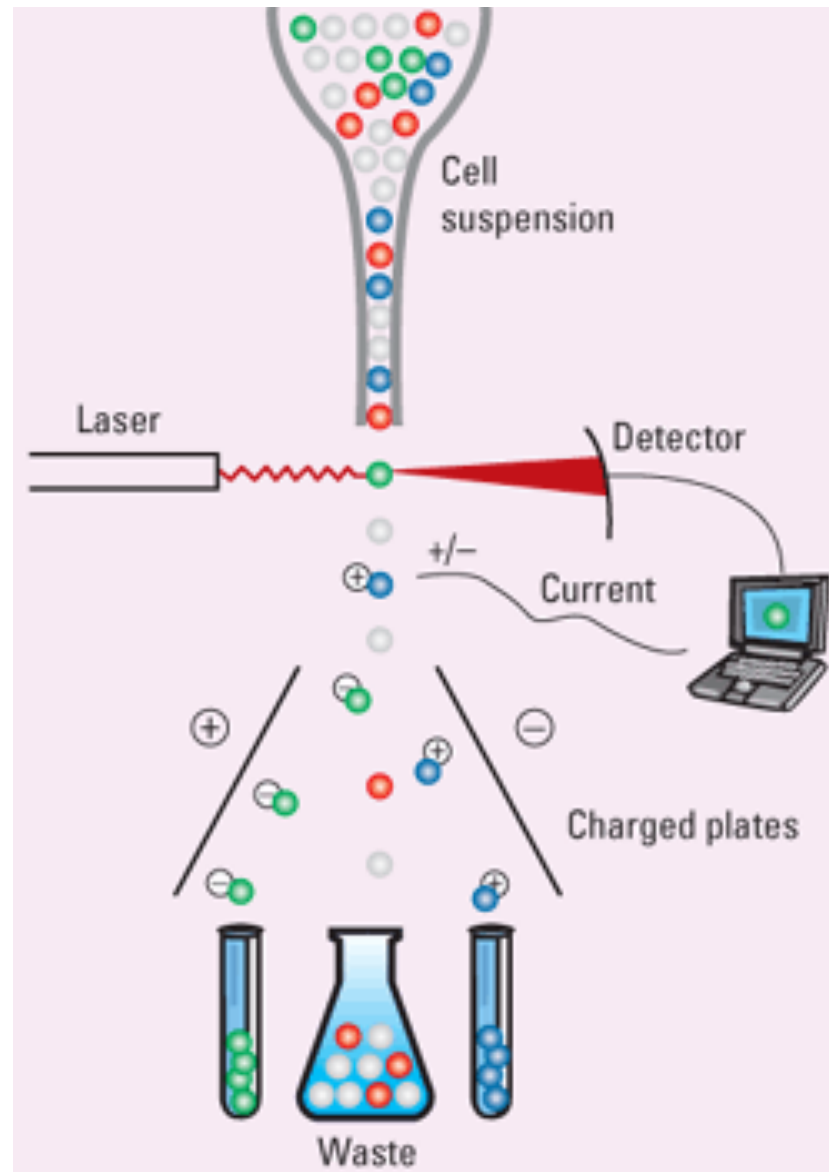 Cell
suspension
Laser
Detector
+/−
Current
+
−
+
−
−
+
−
−
+
Charged plates
Waste